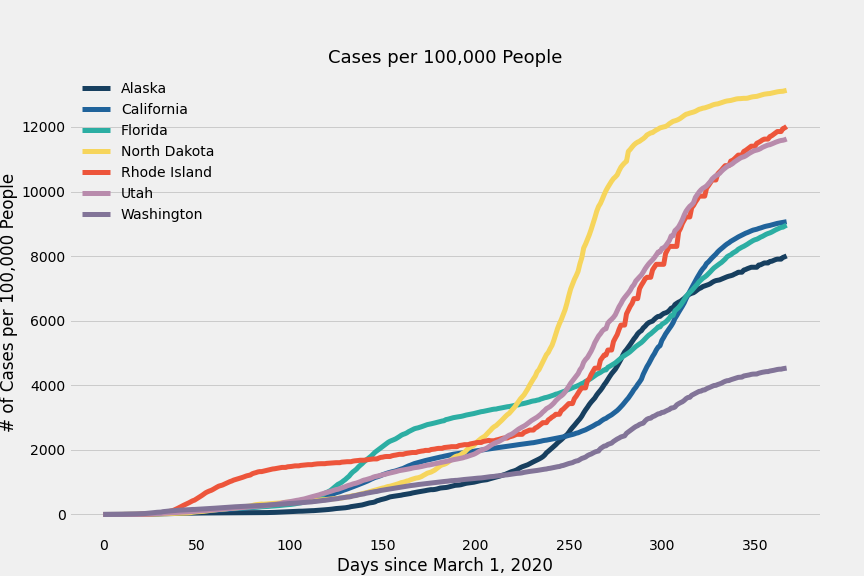 Cases per 100,000 People
Alaska
California
Florida
North Dakota
Rhode Island
Utah
Washington
# of Cases per 100,000 People
12000
10000
8000
6000
4000
2000
0
0 50 100 150 200 250 300 350
Days since March 1, 2020